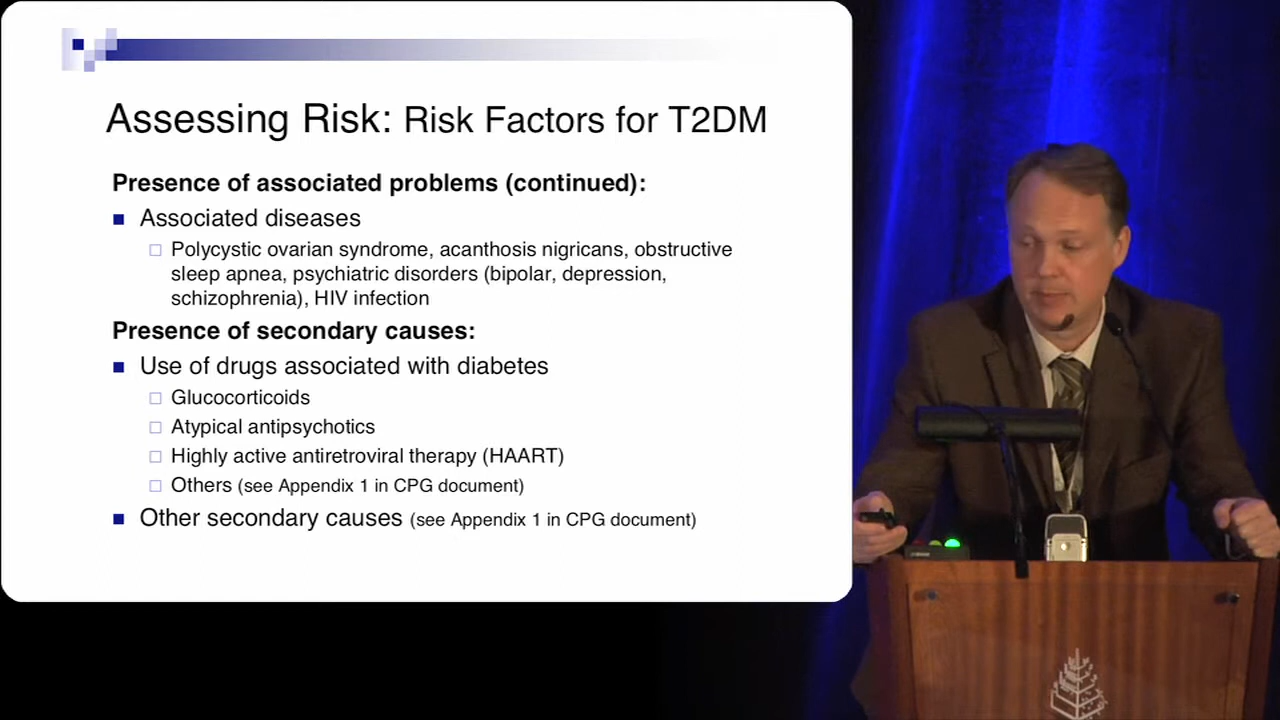 Assessing Risk: Risk Factors for T2DM
Presence of associated problems (continued):
Associated diseases
Polycystic ovarian syndrome, acanthosis nigricans, obstructive
sleep apnea, psychiatric disorders (bipolar, depression,
schizophrenia), HIV infection
Presence of secondary causes:
Use of drugs associated with diabetes
Glucocorticoids
Atypical antipsychotics
Highly active antiretroviral therapy (HAART)
Others (see Appendix 1 in CPG document)
Other secondary causes (see Appendix 1 in CPG document)